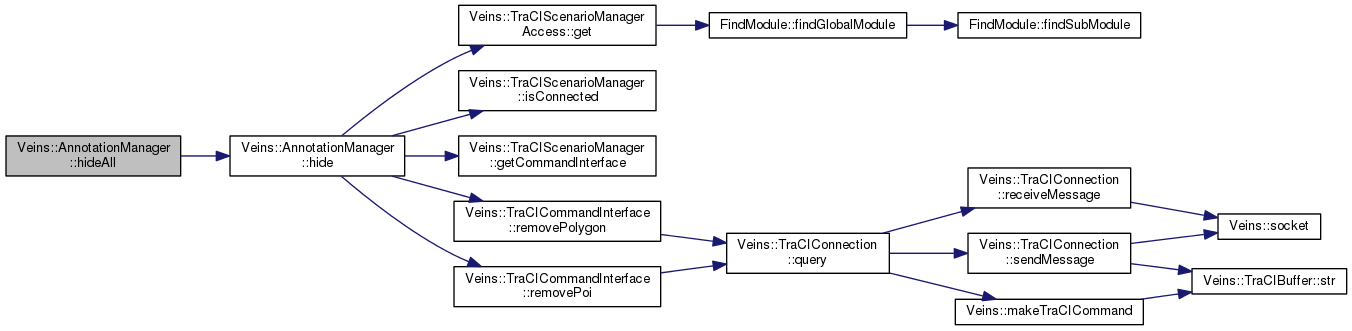 Veins::TraCIScenarioManager
Access::get
FindModule::findGlobalModule
FindModule::findSubModule
Veins::TraCIScenarioManager
::isConnected
Veins::AnnotationManager
::hideAll
Veins::AnnotationManager
::hide
Veins::TraCIScenarioManager
::getCommandInterface
Veins::TraCIConnection
::receiveMessage
Veins::TraCICommandInterface
::removePolygon
Veins::socket
Veins::TraCIConnection
::query
Veins::TraCIConnection
::sendMessage
Veins::TraCICommandInterface
::removePoi
Veins::TraCIBuffer::str
Veins::makeTraCICommand